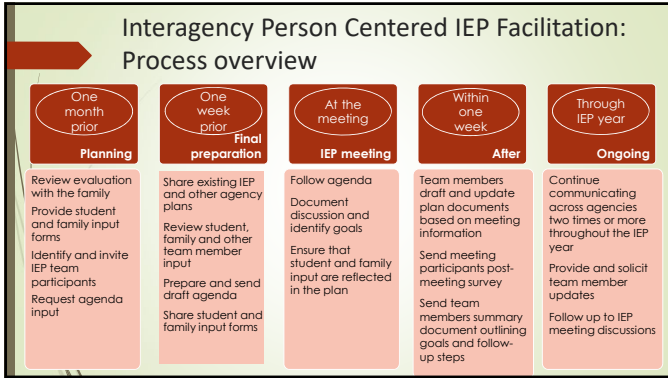 Interagency Person Centered IEP Facilitation:
Process overview
One
month
prior
Planning
Review evaluation
with the family
Provide student
and family input
forms
Identify and invite
IEP team
participants
Request agenda
input
One
week
prior
Final
preparation
Share existing IEP
and other agency
plans
Review student,
family and other
team member
input
Prepare and send
draft agenda
Share student and
family input forms
At the
meeting
IEP meeting
Follow agenda
Document
discussion and
identify goals
Ensure that
student and family
input are reflected
in the plan
Within
one
week
After
Team members
draft and update
plan documents
based on meeting
information
Send meeting
participants post-
meeting survey
Send team
members summary
document outlining
goals and follow-
up steps
Through
IEP year
Ongoing
Continue
communicating
across agencies
two times or more
throughout the IEP
year
Provide and solicit
team member
updates
Follow up to IEP
meeting discussions